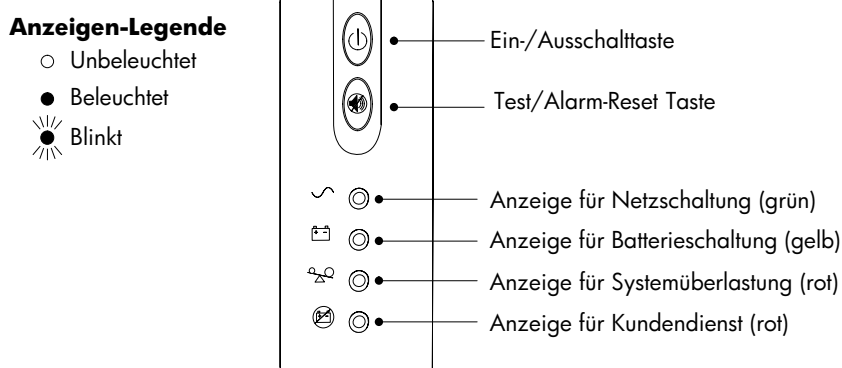 Anzeigen-Legende
Unbeleuchtet
Beleuchtet
Blinkt
Ein-/Ausschalttaste
Test/Alarm-Reset Taste
Anzeige für Netzschaltung (grün)
Anzeige für Batterieschaltung (gelb)
Anzeige für Systemüberlastung (rot)
Anzeige für Kundendienst (rot)